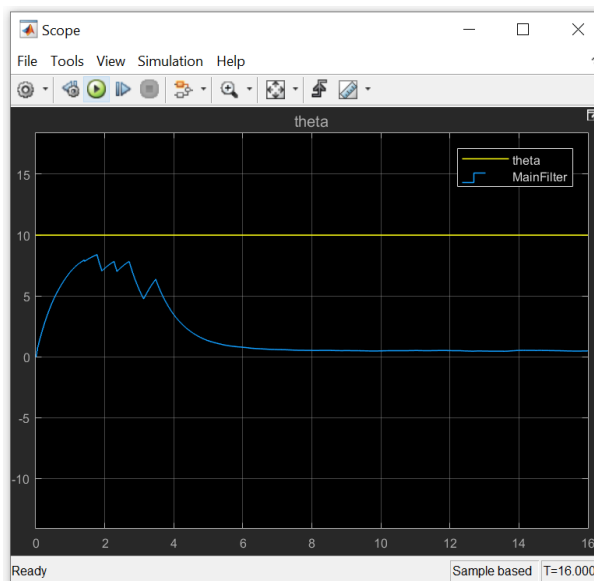 Scope
File Tools View Simulation Help
theta
theta
MainFilter
15
10
5
0
-5
-10
0 2 4 6 8 10 12 14 16
Ready Sample based T=16.000